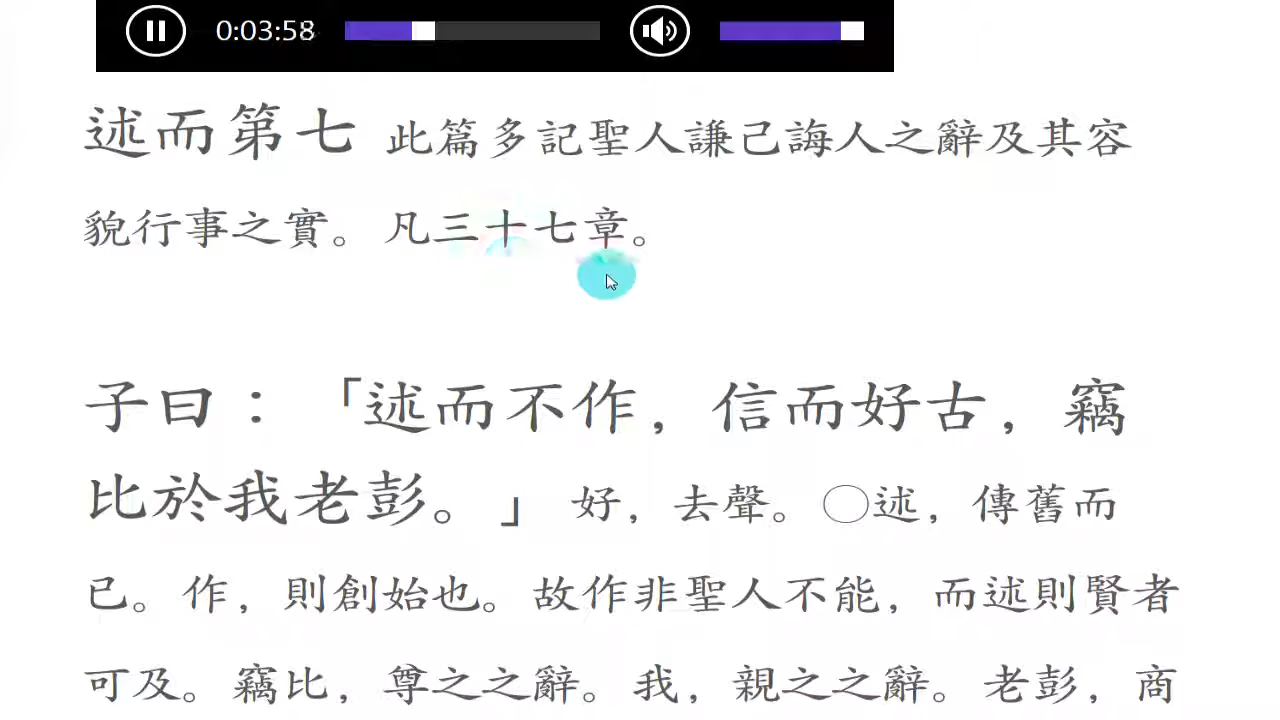 0:03:58
述而第七 此篇多記聖人謙己誨人之辭及其容
貌行事之實。凡三十七章。
子曰：「述而不作，信而好古，竊
比於我老彭。」 好，去聲。◯述，傳舊而
已。作，則創始也。故作非聖人不能，而述則賢者
可及。竊比，尊之之辭。我，親之之辭。老彭，商